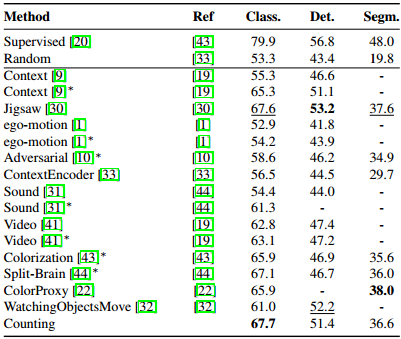 Method Ref Class. Det. Segm.
Supervised [20] [43] 79.9 56.8 48.0
Random [33] 53.3 43.4 19.8
Context [9] [19] 55.3 46.6 -
Context [9]* [19] 65.3 51.1 -
Jigsaw [30] [30] 67.6 53.2 37.6
ego-motion [1] [1] 52.9 41.8 -
ego-motion [1]* [1] 54.2 43.9 -
Adversarial [10]* [10] 58.6 46.2 34.9
ContextEncoder [33] [33] 56.5 44.5 29.7
Sound [31] [44] 54.4 44.0 -
Sound [31]* [44] 61.3 - -
Video [41] [19] 62.8 47.4 -
Video [41]* [19] 63.1 47.2 -
Colorization [43]* [43] 65.9 46.9 35.6
Split-Brain [44]* [44] 67.1 46.7 36.0
ColorProxy [22] [22] 65.9 - 38.0
WatchingObjectsMove [32] [32] 61.0 52.2 -
Counting 67.7 51.4 36.6